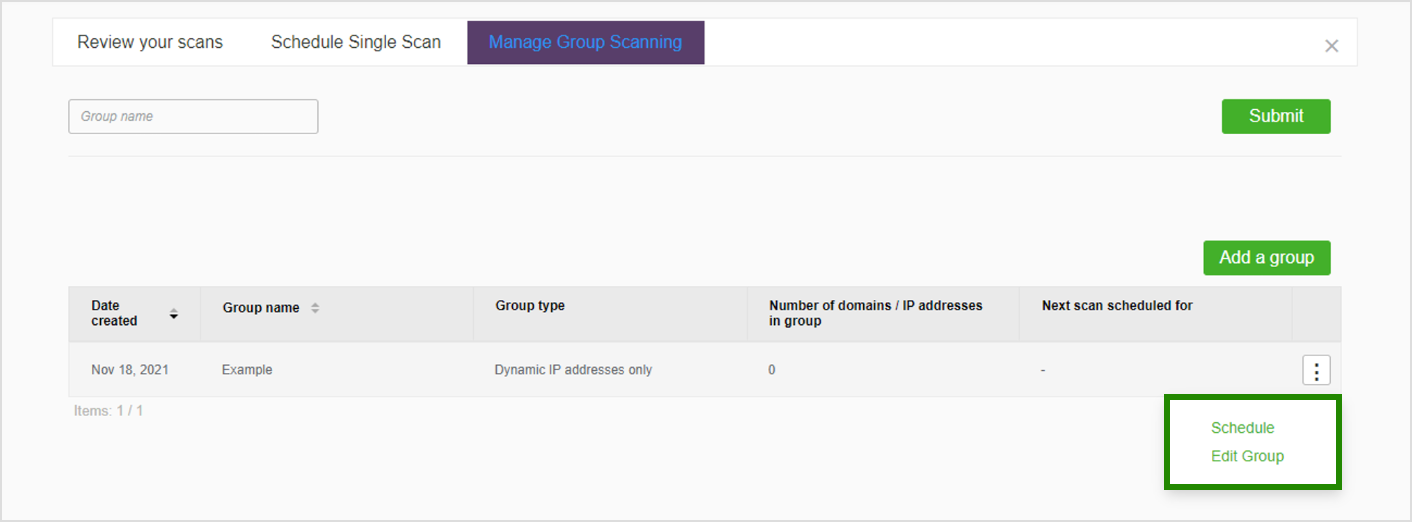 Review your scans Schedule Single Scan Manage Group Scanning
Group name Submit
Add a group
Date created Group name Group type Number of domains / IP addresses in group Next scan scheduled for
Nov 18, 2021 Example Dynamic IP addresses only 0 -
Items: 1 / 1
Schedule
Edit Group